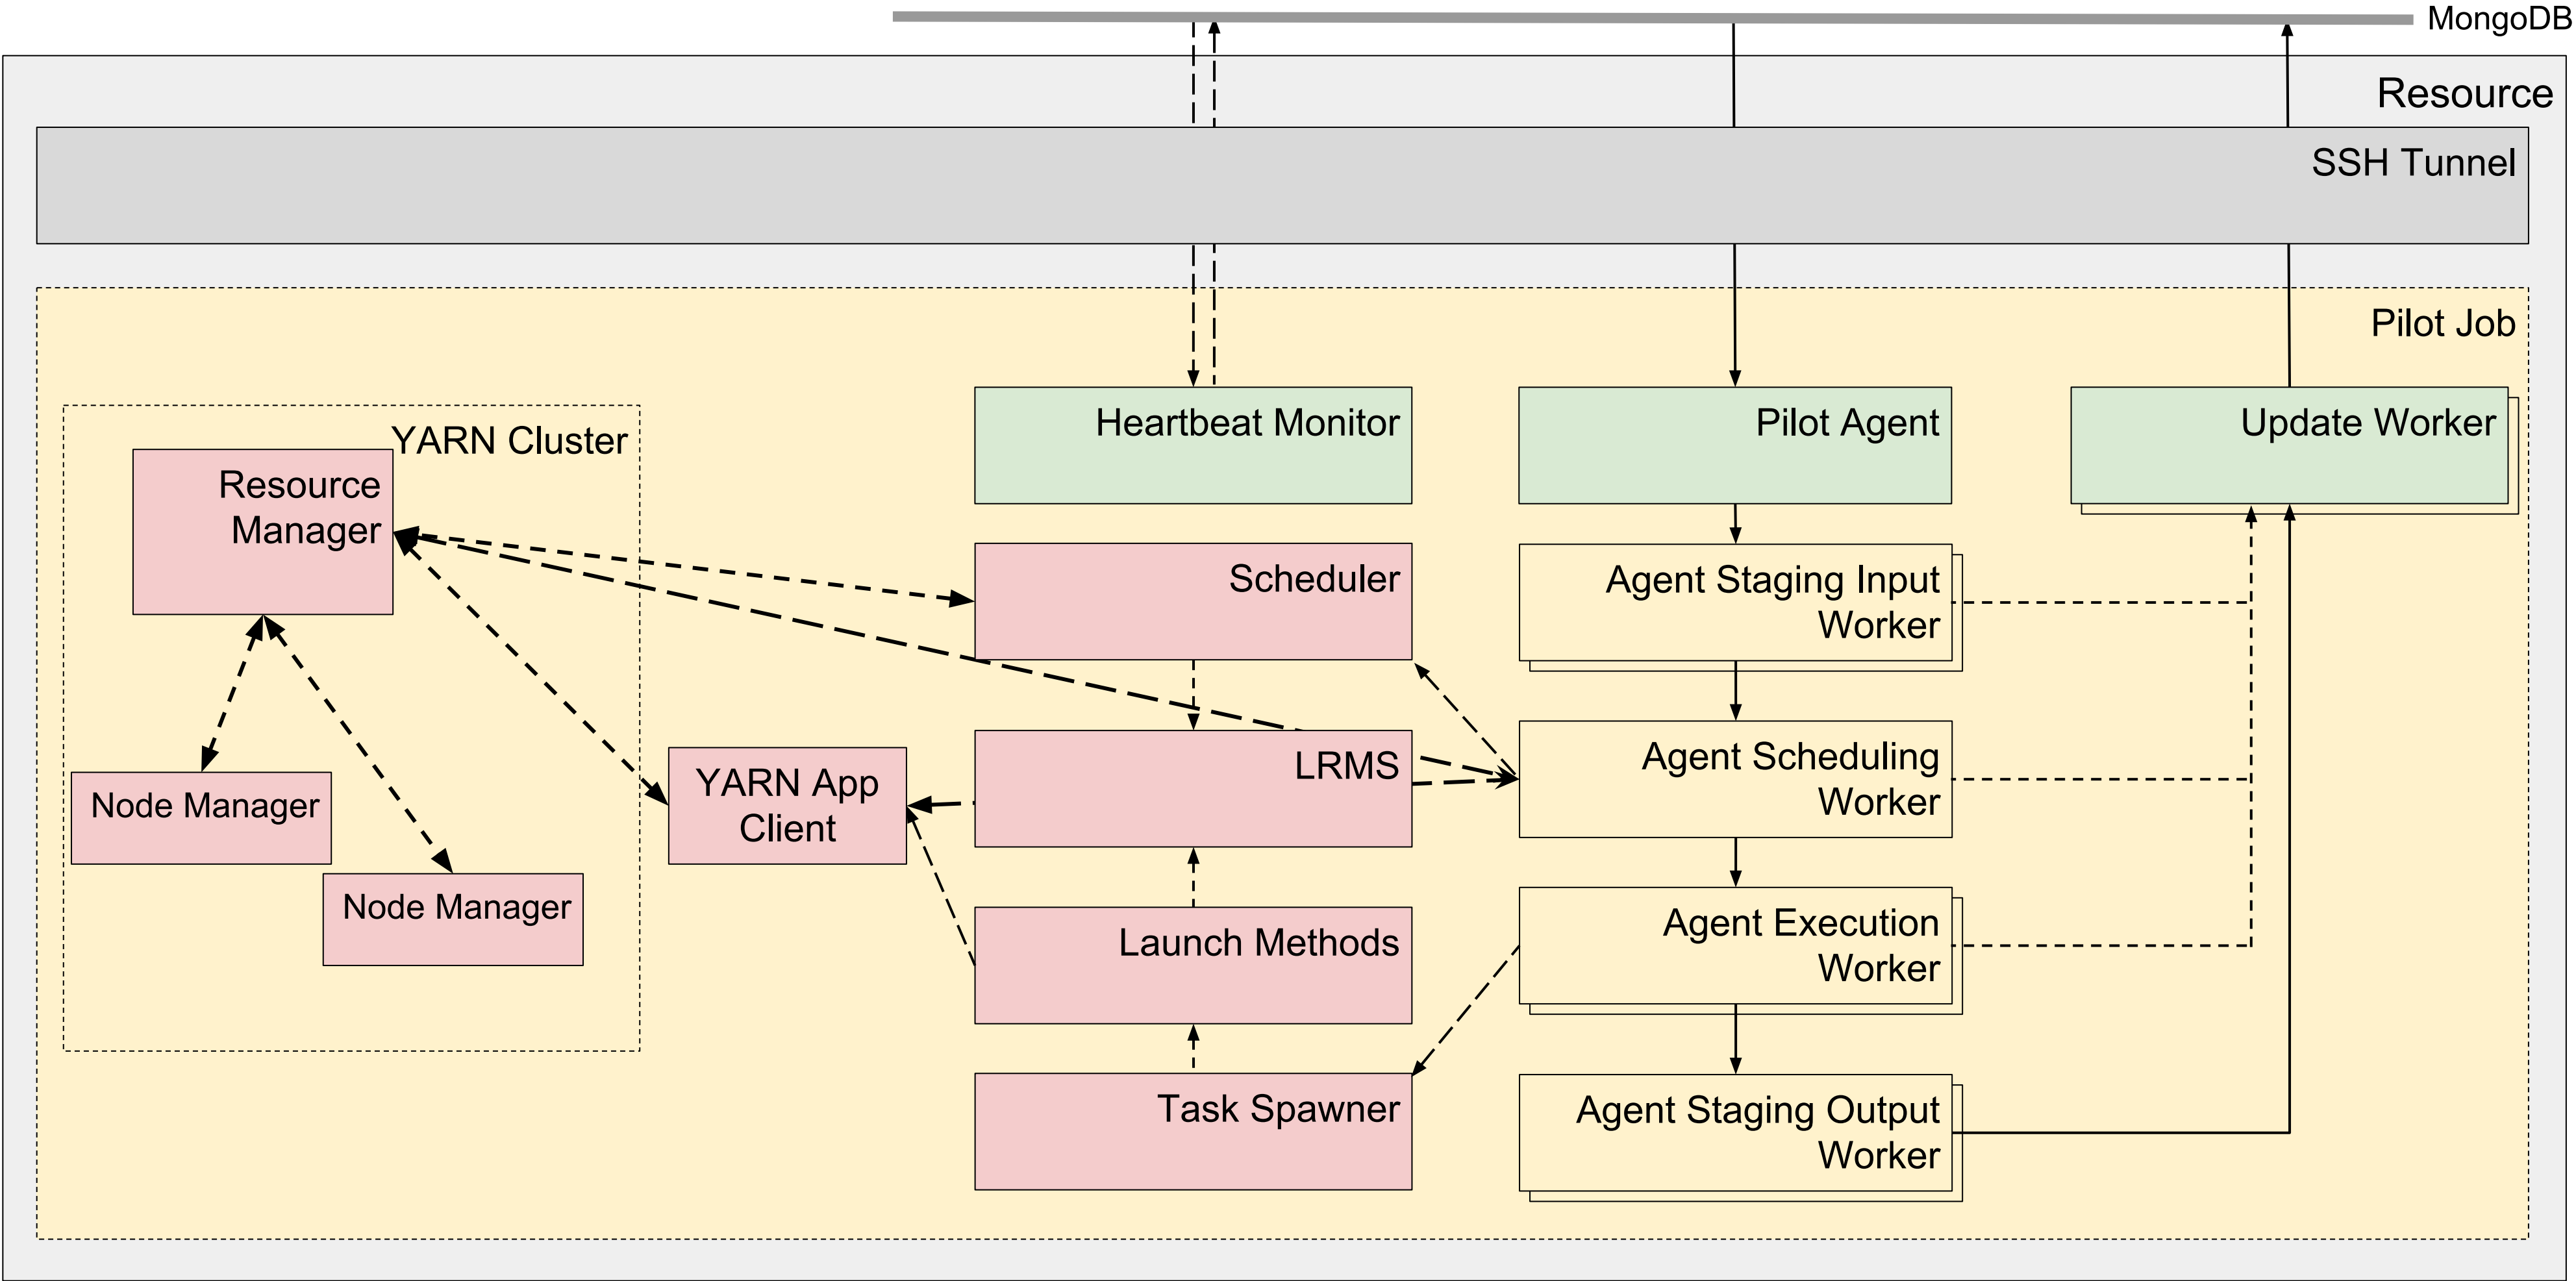 MongoDB
Resource
SSH Tunnel
Pilot Job
Heartbeat Monitor
Pilot Agent
Update Worker
YARN Cluster
Resource
Manager
Scheduler
Agent Staging Input
Worker
LRMS
Agent Scheduling
Worker
YARN App
Client
Node Manager
Node Manager
Launch Methods
Agent Execution
Worker
Task Spawner
Agent Staging Output
Worker